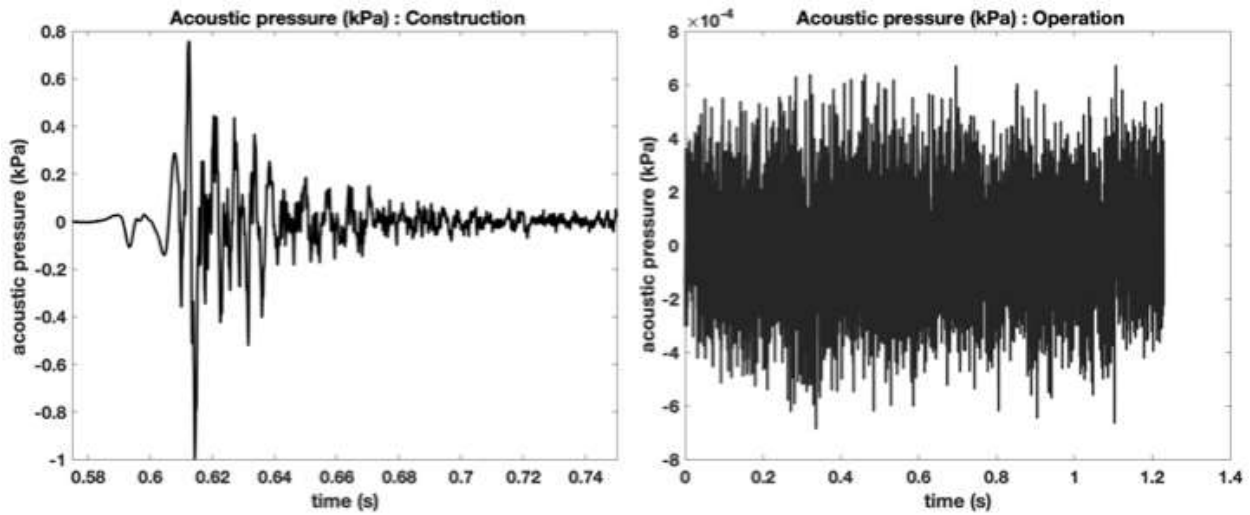 Acoustic pressure (kPa) : Construction
acoustic pressure (kPa)
0.8
0.6
0.4
0.2
0
-0.2
-0.4
-0.6
-0.8
-1
0.58 0.6 0.62 0.64 0.66 0.68 0.7 0.72 0.74
time (s)
Acoustic pressure (kPa) : Operation
×10⁻⁴
acoustic pressure (kPa)
8
6
4
2
0
-2
-4
-6
-8
0 0.2 0.4 0.6 0.8 1 1.2 1.4
time (s)